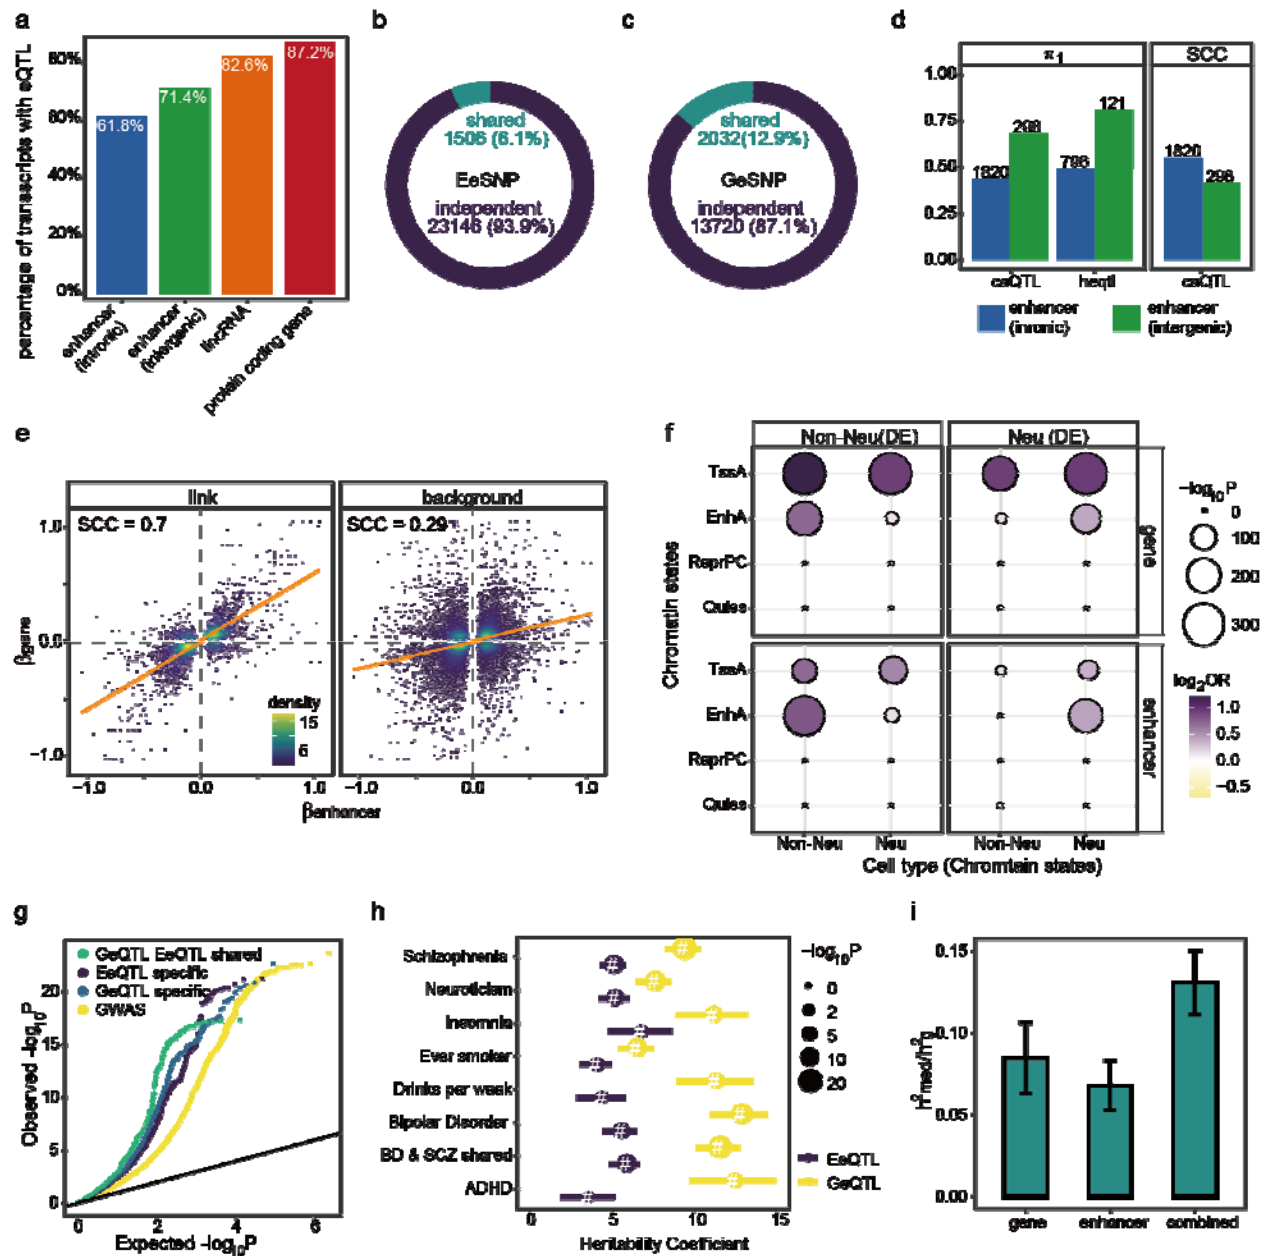 a
percentage of transscripts with eQTL
80%
60%
40%
20%
0%
61.8%
71.4%
82.6%
87.2%
enhancer
(intronic)
enhancer
(intergenic)
lincRNA
protein coding gene
b
shared
1506 (6.1%)
EeSNP
independent
23146 (93.9%)
c
shared
2032(12.9%)
GeSNP
independent
13720 (87.1%)
d
π1
SCC
1.00
0.75
0.50
0.25
0.00
1820
298
796
121
1820
298
caQTL
heqtl
caQTL
enhancer
(inronic)
enhancer
(intergenic)
e
link
background
SCC = 0.7
SCC = 0.29
1.0
0.0
−1.0
βgene
density
15
5
−1.0
0.0
1.0
−1.0
0.0
1.0
βenhancer
f
Non−Neu(DE)
Neu (DE)
TssA
EnhA
ReprPC
Quies
gene
TssA
EnhA
ReprPC
Quies
enhancer
Chromatin states
Non−Neu
Neu
Non−Neu
Neu
Cell type (Chromtain states)
−log10P
0
100
200
300
log2OR
1.0
0.5
0.0
−0.5
g
GeQTL EeQTL shared
EeQTL specific
GeQTL specific
GWAS
Observed -log10P
20
15
10
5
0
0
2
4
6
Expected -log10P
h
Schizophrenia
Neuroticism
Insomnia
Ever smoker
Drinks per week
Bipolar Disorder
BD & SCZ shared
ADHD
# # # # # # # # # # # # # # #
0
5
10
15
Heritability Coefficient
−log10P
0
2
5
10
20
EeQTL
GeQTL
i
h2med/h2g
0.15
0.10
0.05
0.00
gene
enhancer
combined